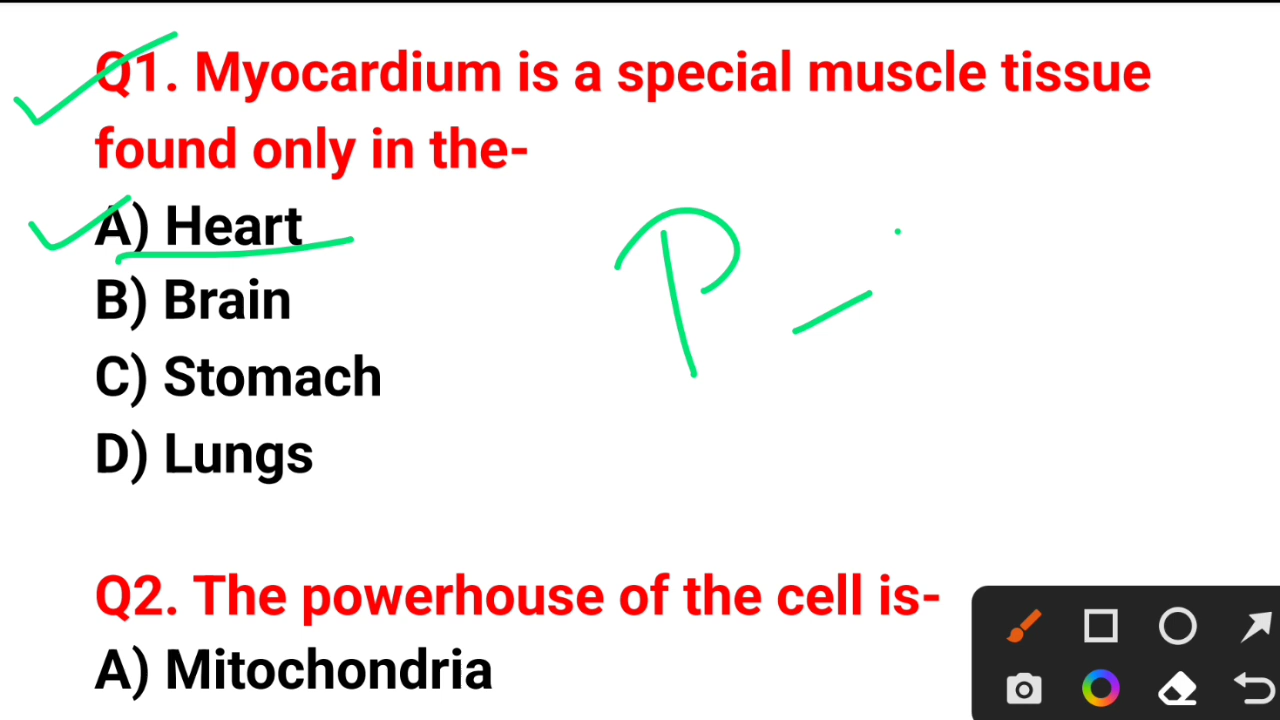 Q1. Myocardium is a special muscle tissue
found only in the-
A) Heart
B) Brain
C) Stomach
D) Lungs
P -
Q2. The powerhouse of the cell is-
A) Mitochondria